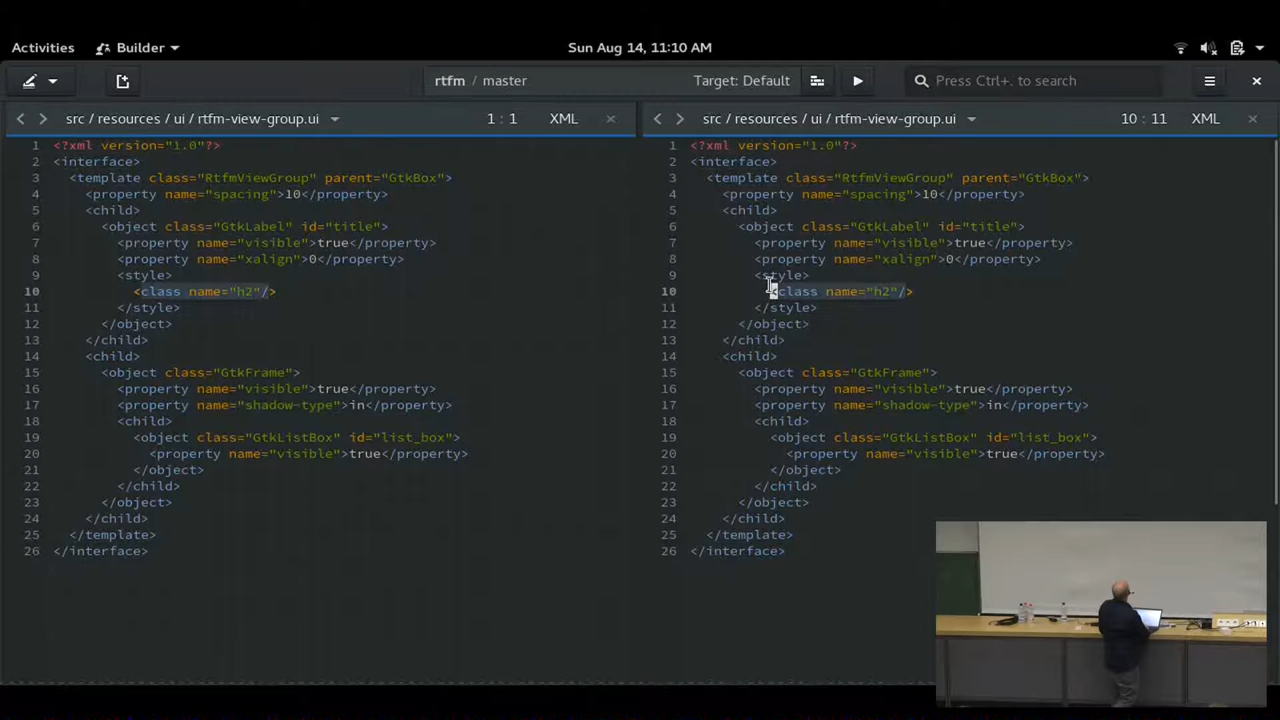 Activities Builder Sun Aug 14, 11:10 AM
rtfm / master Target: Default Press Ctrl+. to search
src / resources / ui / rtfm-view-group.ui 1 : 1 XML
1 <?xml version="1.0"?>
2 <interface>
3 <template class="RtfmViewGroup" parent="GtkBox">
4 <property name="spacing">10</property>
5 <child>
6 <object class="GtkLabel" id="title">
7 <property name="visible">true</property>
8 <property name="xalign">0</property>
9 <style>
10 <class name="h2"/>
11 </style>
12 </object>
13 </child>
14 <child>
15 <object class="GtkFrame">
16 <property name="visible">true</property>
17 <property name="shadow-type">in</property>
18 <child>
19 <object class="GtkListBox" id="list_box">
20 <property name="visible">true</property>
21 </object>
22 </child>
23 </object>
24 </child>
25 </template>
26 </interface>
src / resources / ui / rtfm-view-group.ui 10 : 11 XML
1 <?xml version="1.0"?>
2 <interface>
3 <template class="RtfmViewGroup" parent="GtkBox">
4 <property name="spacing">10</property>
5 <child>
6 <object class="GtkLabel" id="title">
7 <property name="visible">true</property>
8 <property name="xalign">0</property>
9 <style>
10 <class name="h2"/>
11 </style>
12 </object>
13 </child>
14 <child>
15 <object class="GtkFrame">
16 <property name="visible">true</property>
17 <property name="shadow-type">in</property>
18 <child>
19 <object class="GtkListBox" id="list_box">
20 <property name="visible">true</property>
21 </object>
22 </child>
23 </object>
24 </child>
25 </template>
26 </interface>